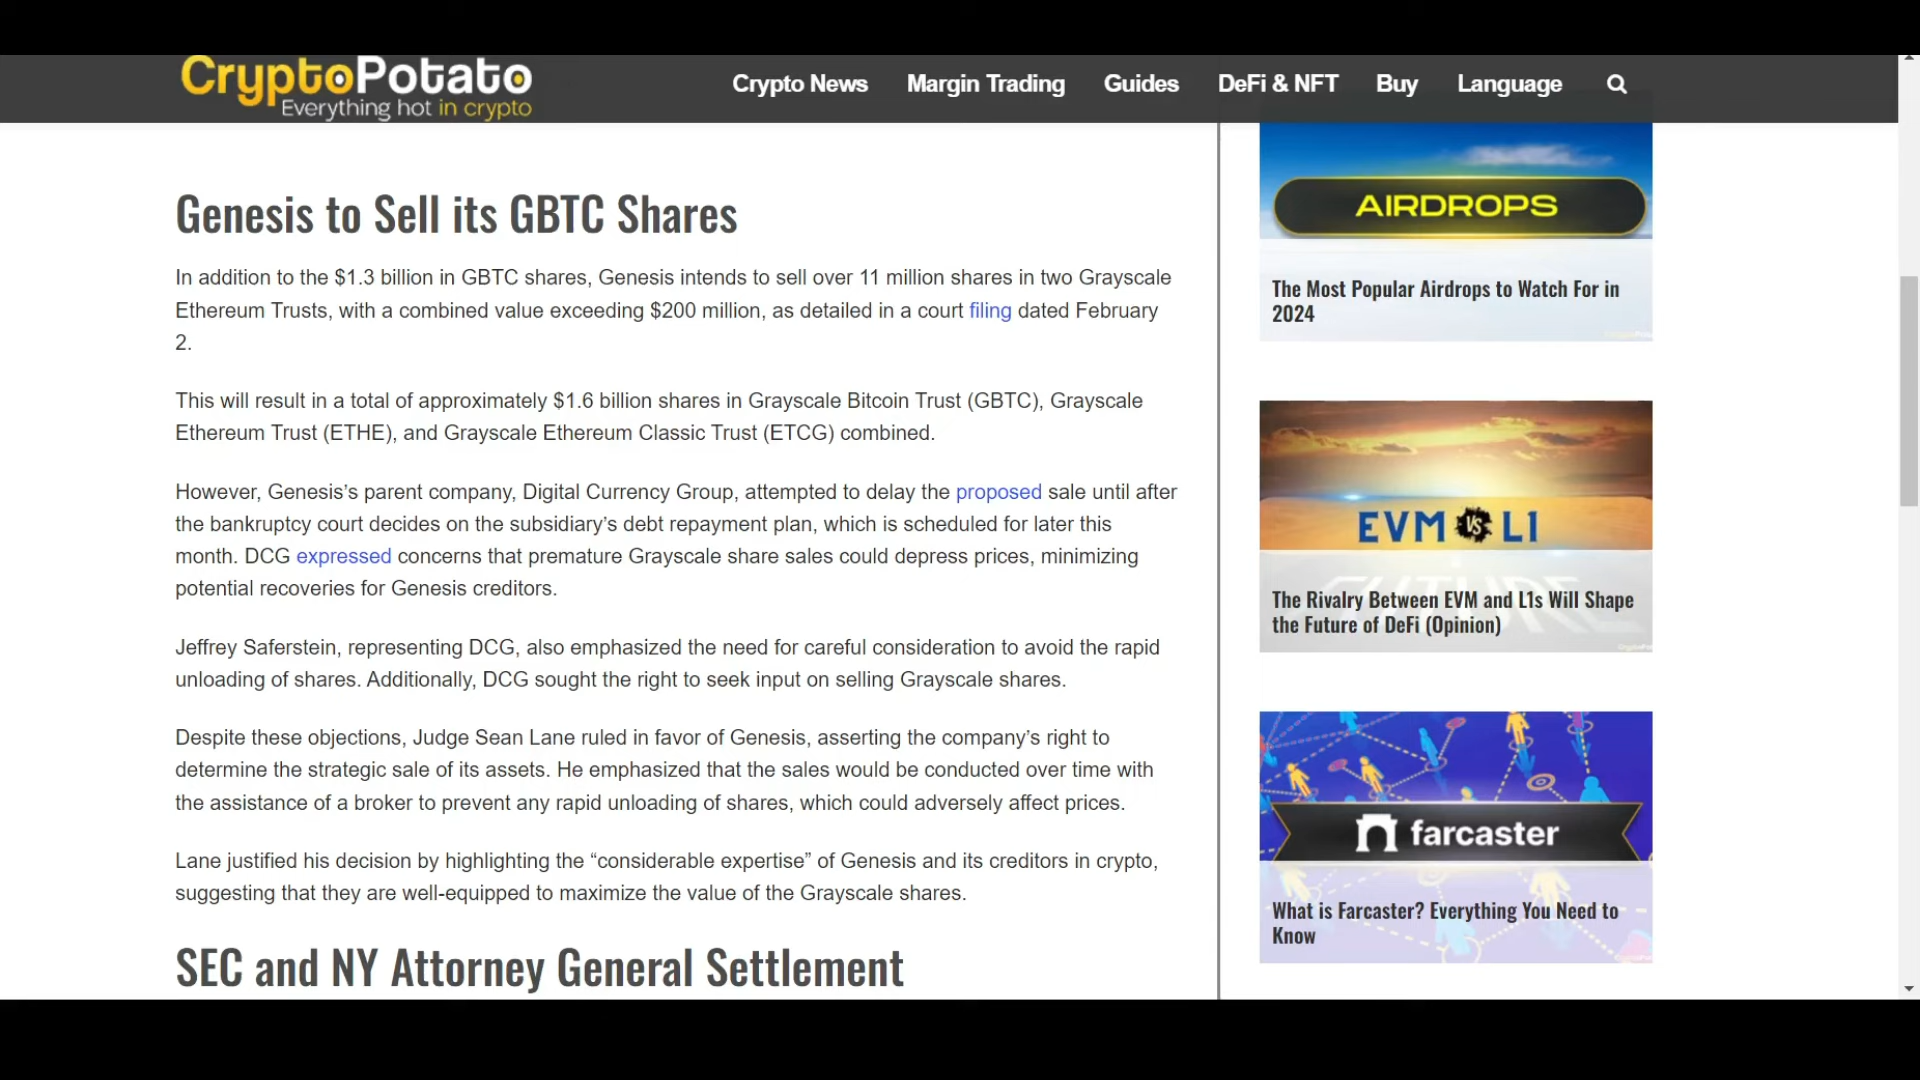 CryptoPotato
Everything hot in crypto
Crypto News Margin Trading Guides DeFi & NFT Buy Language
Genesis to Sell its GBTC Shares
In addition to the $1.3 billion in GBTC shares, Genesis intends to sell over 11 million shares in two Grayscale
Ethereum Trusts, with a combined value exceeding $200 million, as detailed in a court filing dated February
2.
This will result in a total of approximately $1.6 billion shares in Grayscale Bitcoin Trust (GBTC), Grayscale
Ethereum Trust (ETHE), and Grayscale Ethereum Classic Trust (ETCG) combined.
However, Genesis’s parent company, Digital Currency Group, attempted to delay the proposed sale until after
the bankruptcy court decides on the subsidiary’s debt repayment plan, which is scheduled for later this
month. DCG expressed concerns that premature Grayscale share sales could depress prices, minimizing
potential recoveries for Genesis creditors.
Jeffrey Saferstein, representing DCG, also emphasized the need for careful consideration to avoid the rapid
unloading of shares. Additionally, DCG sought the right to seek input on selling Grayscale shares.
Despite these objections, Judge Sean Lane ruled in favor of Genesis, asserting the company’s right to
determine the strategic sale of its assets. He emphasized that the sales would be conducted over time with
the assistance of a broker to prevent any rapid unloading of shares, which could adversely affect prices.
Lane justified his decision by highlighting the “considerable expertise” of Genesis and its creditors in crypto,
suggesting that they are well-equipped to maximize the value of the Grayscale shares.
SEC and NY Attorney General Settlement
AIRDROPS
The Most Popular Airdrops to Watch For in
2024
EVM VS L1
FUTURE
The Rivalry Between EVM and L1s Will Shape
the Future of DeFi (Opinion)
farcaster
What is Farcaster? Everything You Need to
Know